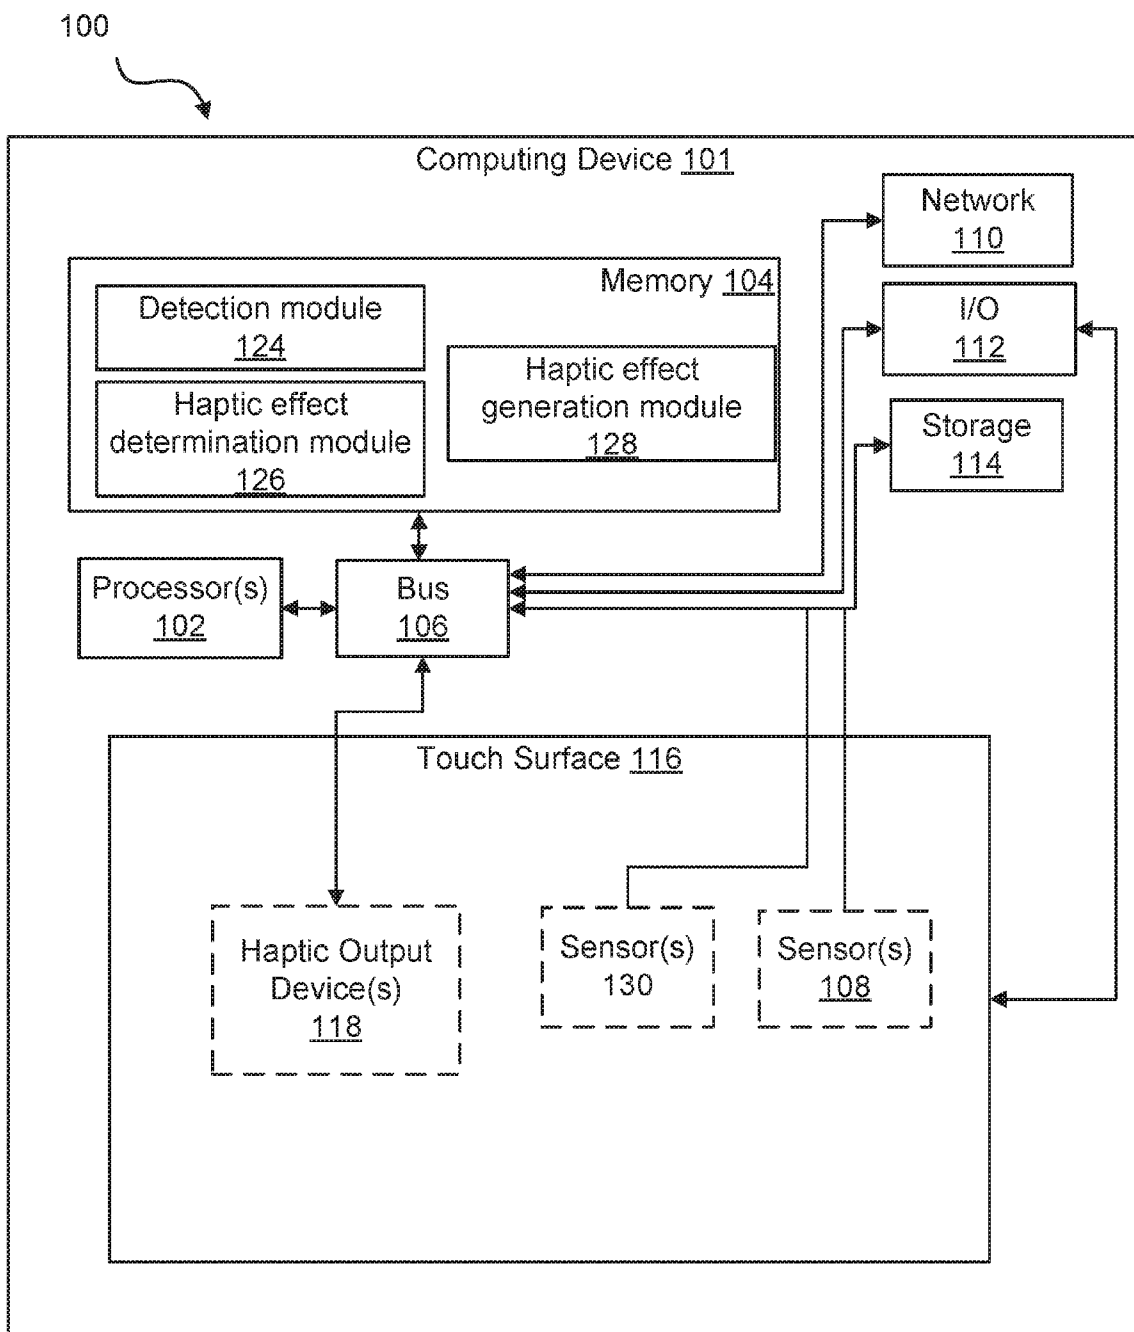 100
Computing Device 101
Network
110
Memory 104
Detection module
124
I/O
112
Haptic effect
generation module
128
Haptic effect
determination module
126
Storage
114
Processor(s)
102
Bus
106
Touch Surface 116
Haptic Output
Device(s)
118
Sensor(s)
130
Sensor(s)
108